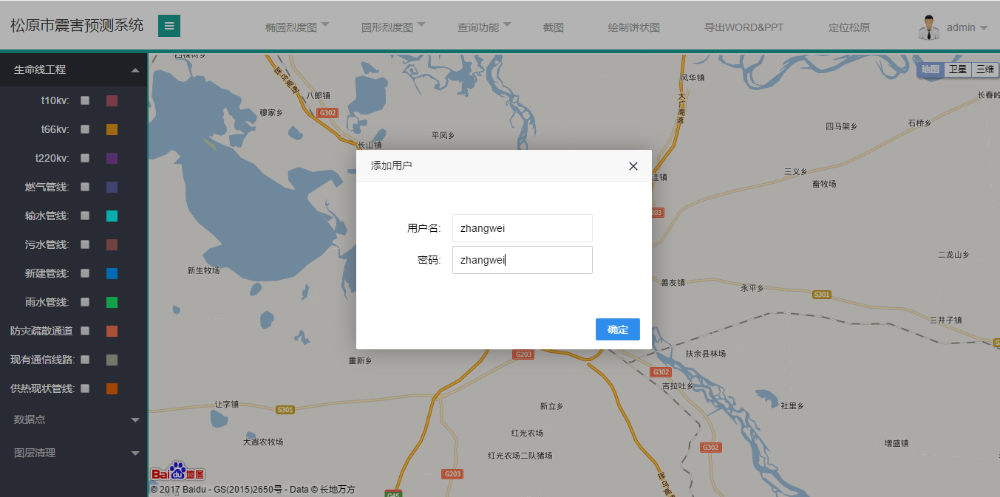 松原市震害预测系统
椭圆烈度图
圆形烈度图
查询功能
截图
绘制饼状图
导出WORD&PPT
定位松原
admin
生命线工程
t10kv:
t66kv:
t220kv:
燃气管线:
输水管线:
污水管线:
新建管线:
雨水管线:
防灾疏散通道
现有通信线路:
供热现状管线:
数据点
图层清理
地图
卫星
三维
珲乌高速
八郎镇
G302
穆家乡
长山镇
平凤乡
风华镇
大广高速
四马架乡
石桥乡
长春岭
三义乡
畜牧场
洼镇
203
添加用户
用户名:
zhangwei
密码:
zhangwei
确定
新生牧场
二龙山乡
善友镇
永平乡
S301
三井子镇
重新乡
G203
扶余县林场
G302
吉拉吐乡
让字镇
S301
新立乡
社里乡
红光农场
大遐农牧场
红光农场二队猪场
G302
增盛镇
G203
G45
Baidu地图
© 2017 Baidu - GS(2015)2650号 - Data © 长地万方